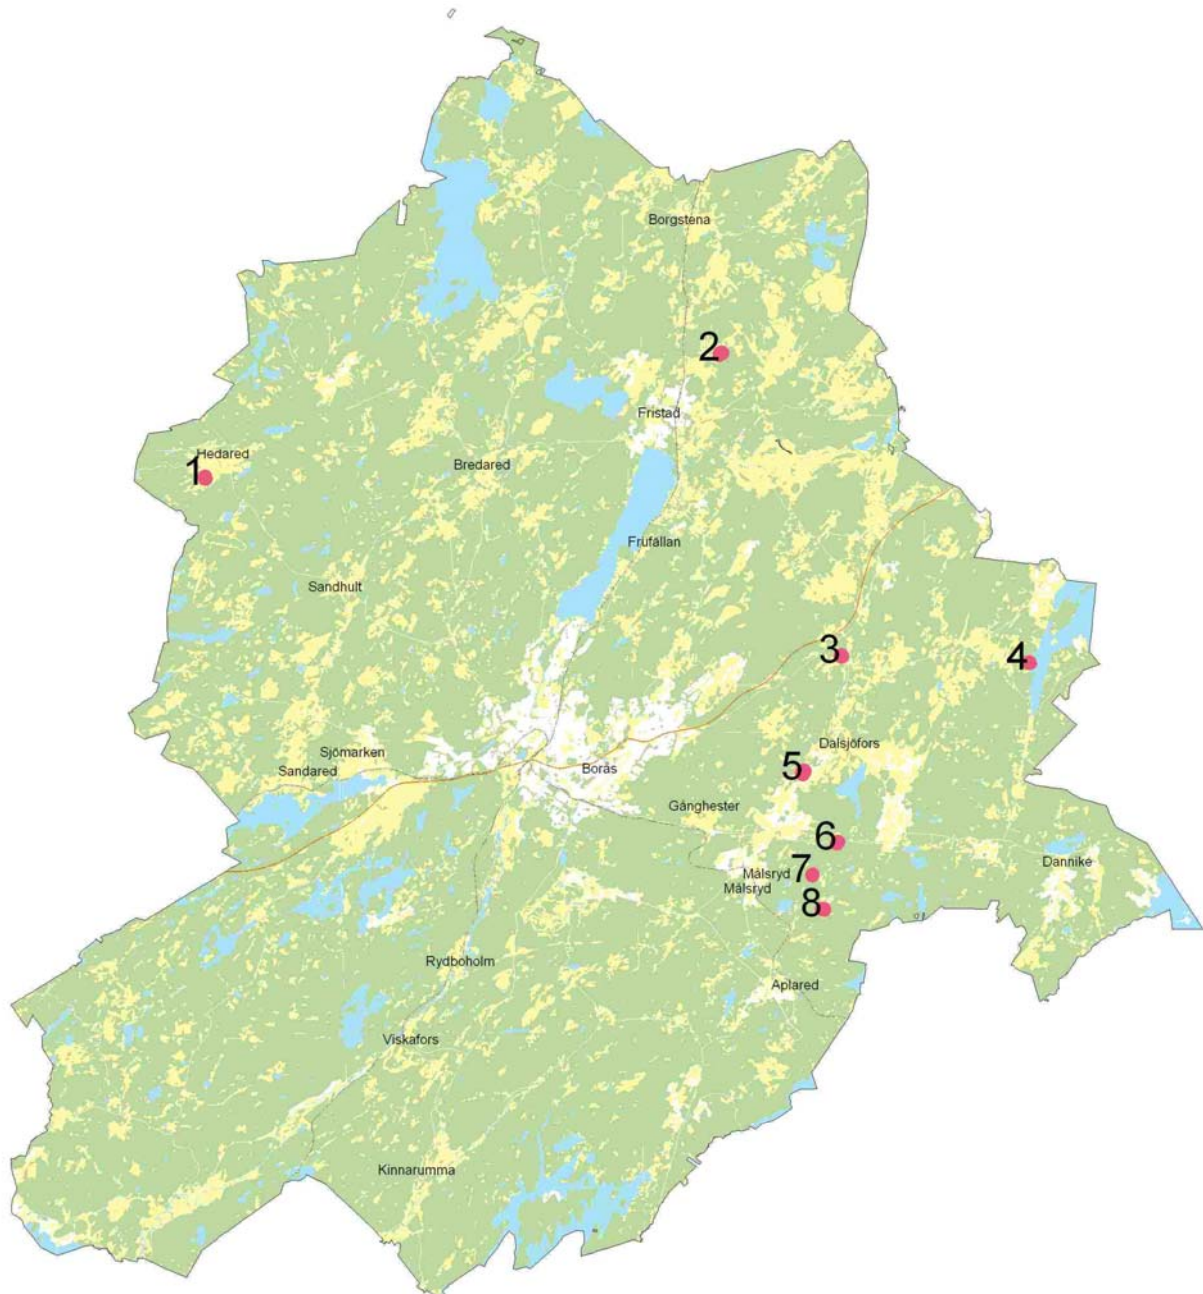 Borgstena
2
Fristad
Hedared
1
Bredared
Frufällan
Sandhult
3
4
Dalsjöfors
Sjömarken
Sandared
5
Borås
Gånghester
6
Dannike
7
Målsryd
Målsryd
8
Rydboholm
Aplared
Viskafors
Kinnarumma